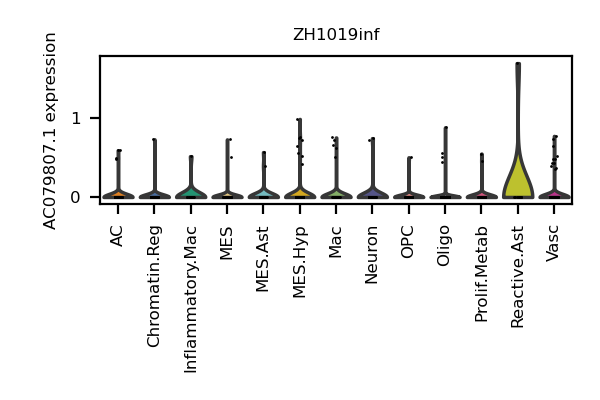 ZH1019inf
AC079807.1 expression
1
0
AC
Chromatin.Reg
Inflammatory.Mac
MES
MES.Ast
MES.Hyp
Mac
Neuron
OPC
Oligo
Prolif.Metab
Reactive.Ast
Vasc